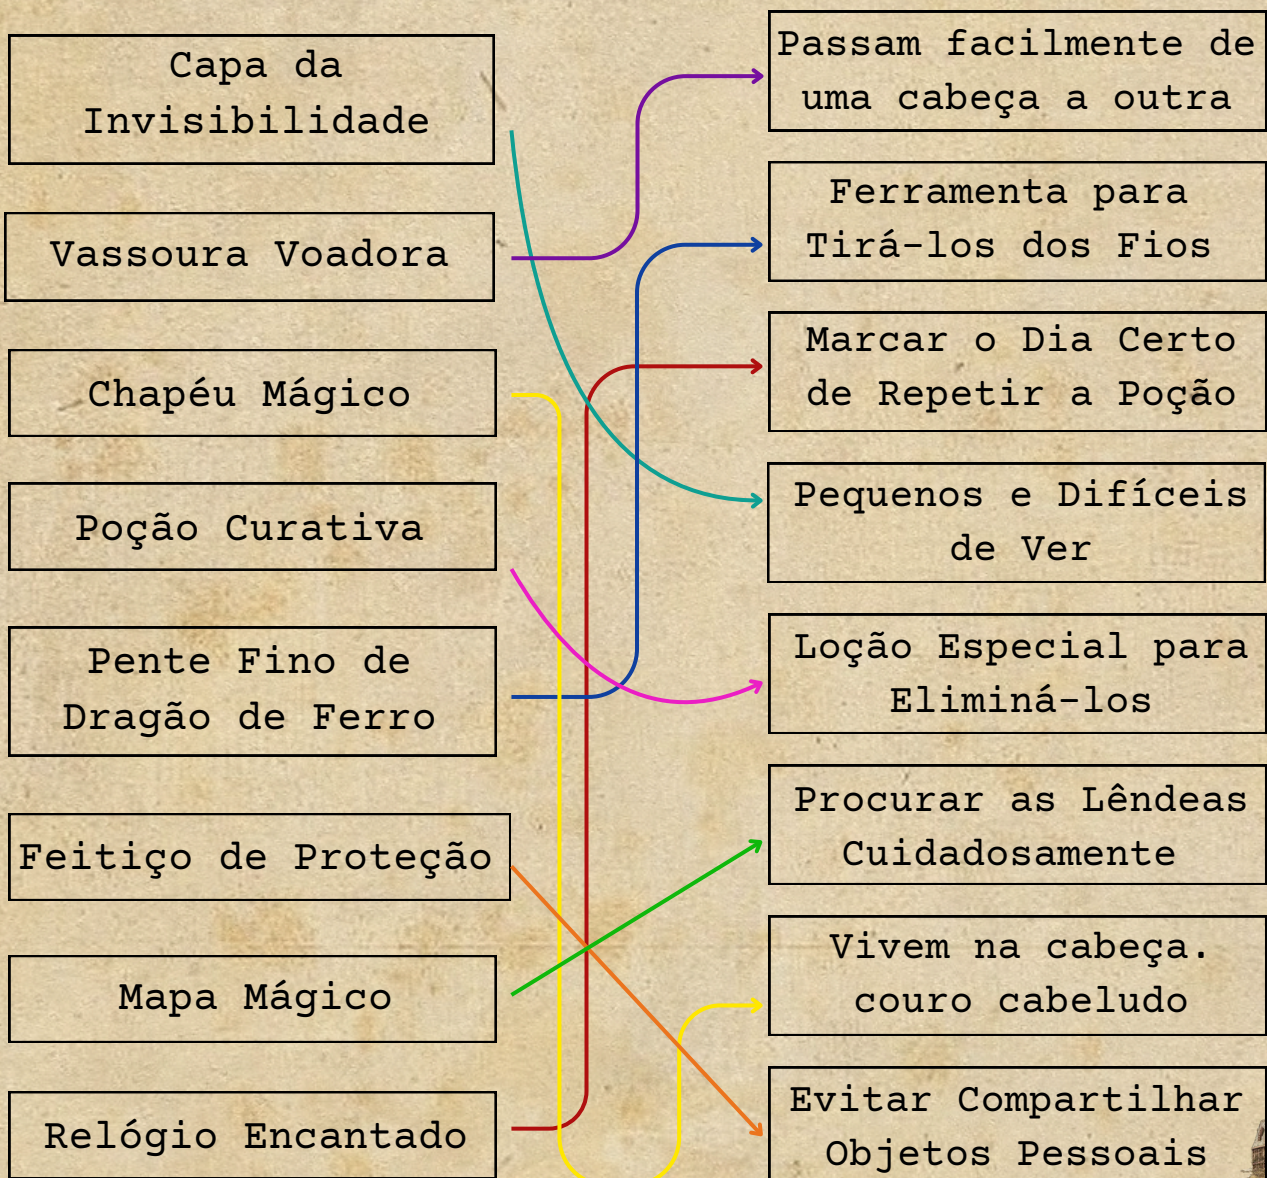 Capa da
Invisibilidade
Vassoura Voadora
Chapéu Mágico
Poção Curativa
Pente Fino de
Dragão de Ferro
Feitiço de Proteção
Mapa Mágico
Relógio Encantado
Passam facilmente de
uma cabeça a outra
Ferramenta para
Tirá-los dos Fios
Marcar o Dia Certo
de Repetir a Poção
Pequenos e Difíceis
de Ver
Loção Especial para
Eliminá-los
Procurar as Lêndeas
Cuidadosamente
Vivem na cabeça.
couro cabeludo
Evitar Compartilhar
Objetos Pessoais